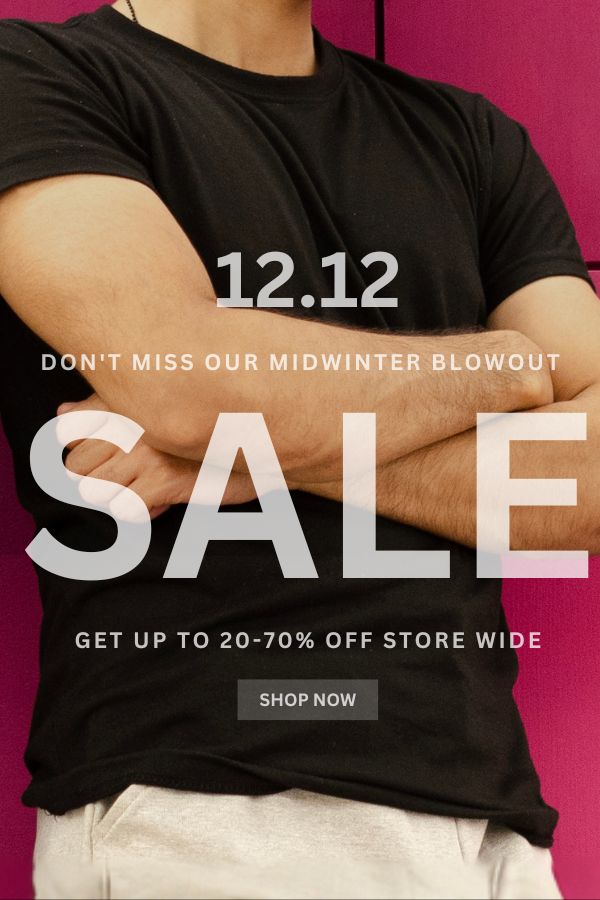 12.12
DON'T MISS OUR MIDWINTER BLOWOUT
SALE
GET UP TO 20-70% OFF STORE WIDE
SHOP NOW